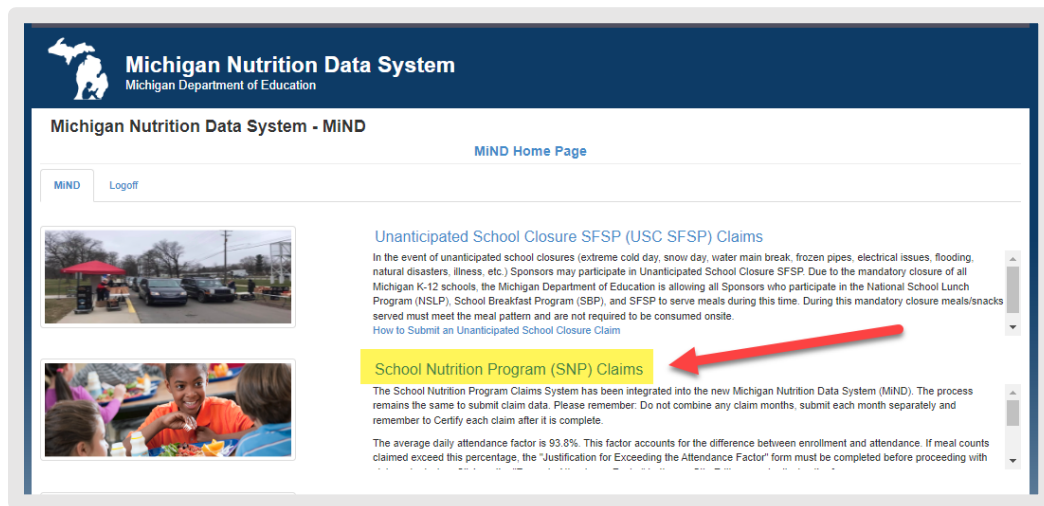 Michigan Nutrition Data System
Michigan Department of Education
Michigan Nutrition Data System - MiND
MiND Home Page
MiND
Logoff
Unanticipated School Closure SFSP (USC SFSP) Claims
In the event of unanticipated school closures (extreme cold day, snow day, water main break, frozen pipes, electrical issues, flooding,
natural disasters, illness, etc.) Sponsors may participate in Unanticipated School Closure SFSP. Due to the mandatory closure of all
Michigan K-12 schools, the Michigan Department of Education is allowing all Sponsors who participate in the National School Lunch
Program (NSLP), School Breakfast Program (SBP), and SFSP to serve meals during this time. During this mandatory closure meals/snacks
served must meet the meal pattern and are not required to be consumed onsite.
How to Submit an Unanticipated School Closure Claim
School Nutrition Program (SNP) Claims
The School Nutrition Program Claims System has been integrated into the new Michigan Nutrition Data System (MiND). The process
remains the same to submit claim data. Please remember: Do not combine any claim months, submit each month separately and
remember to Certify each claim after it is complete.
The average daily attendance factor is 93.8%. This factor accounts for the difference between enrollment and attendance. If meal counts
claimed exceed this percentage, the "Justification for Exceeding the Attendance Factor" form must be completed before proceeding with